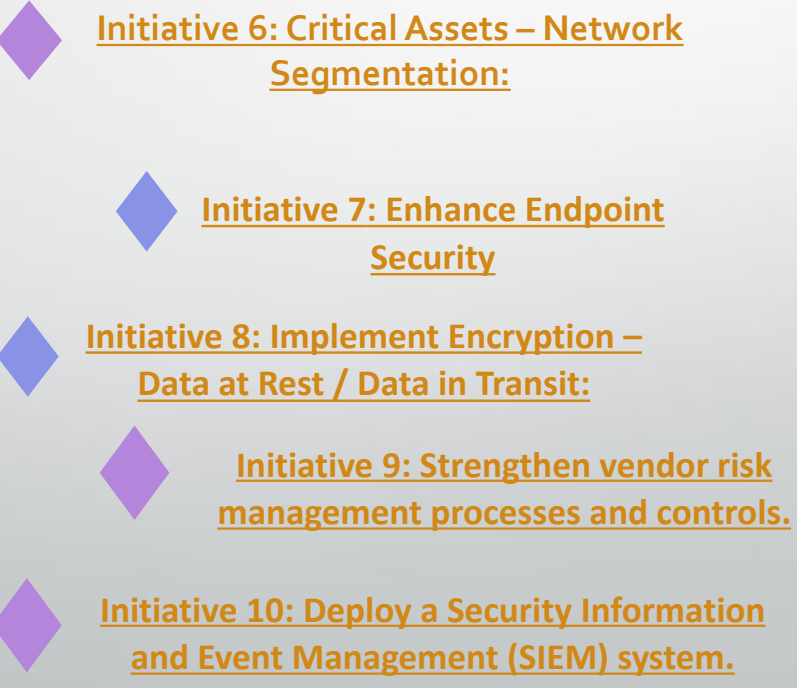 Initiative 6: Critical Assets – Network
Segmentation:
Initiative 7: Enhance Endpoint
Security
Initiative 8: Implement Encryption –
Data at Rest / Data in Transit:
Initiative 9: Strengthen vendor risk
management processes and controls.
Initiative 10: Deploy a Security Information
and Event Management (SIEM) system.